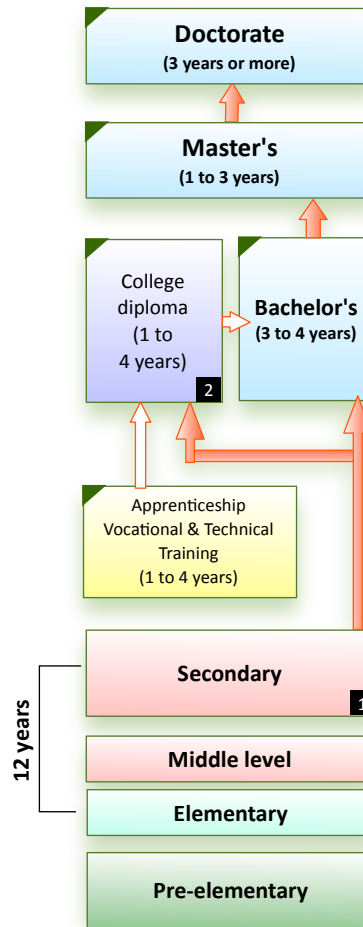 Doctorate
(3 years or more)
Master's
(1 to 3 years)
College
diploma
(1 to
4 years)
2
Bachelor's
(3 to 4 years)
Apprenticeship
Vocational & Technical
Training
(1 to 4 years)
Secondary
1
12 years
Middle level
Elementary
Pre-elementary